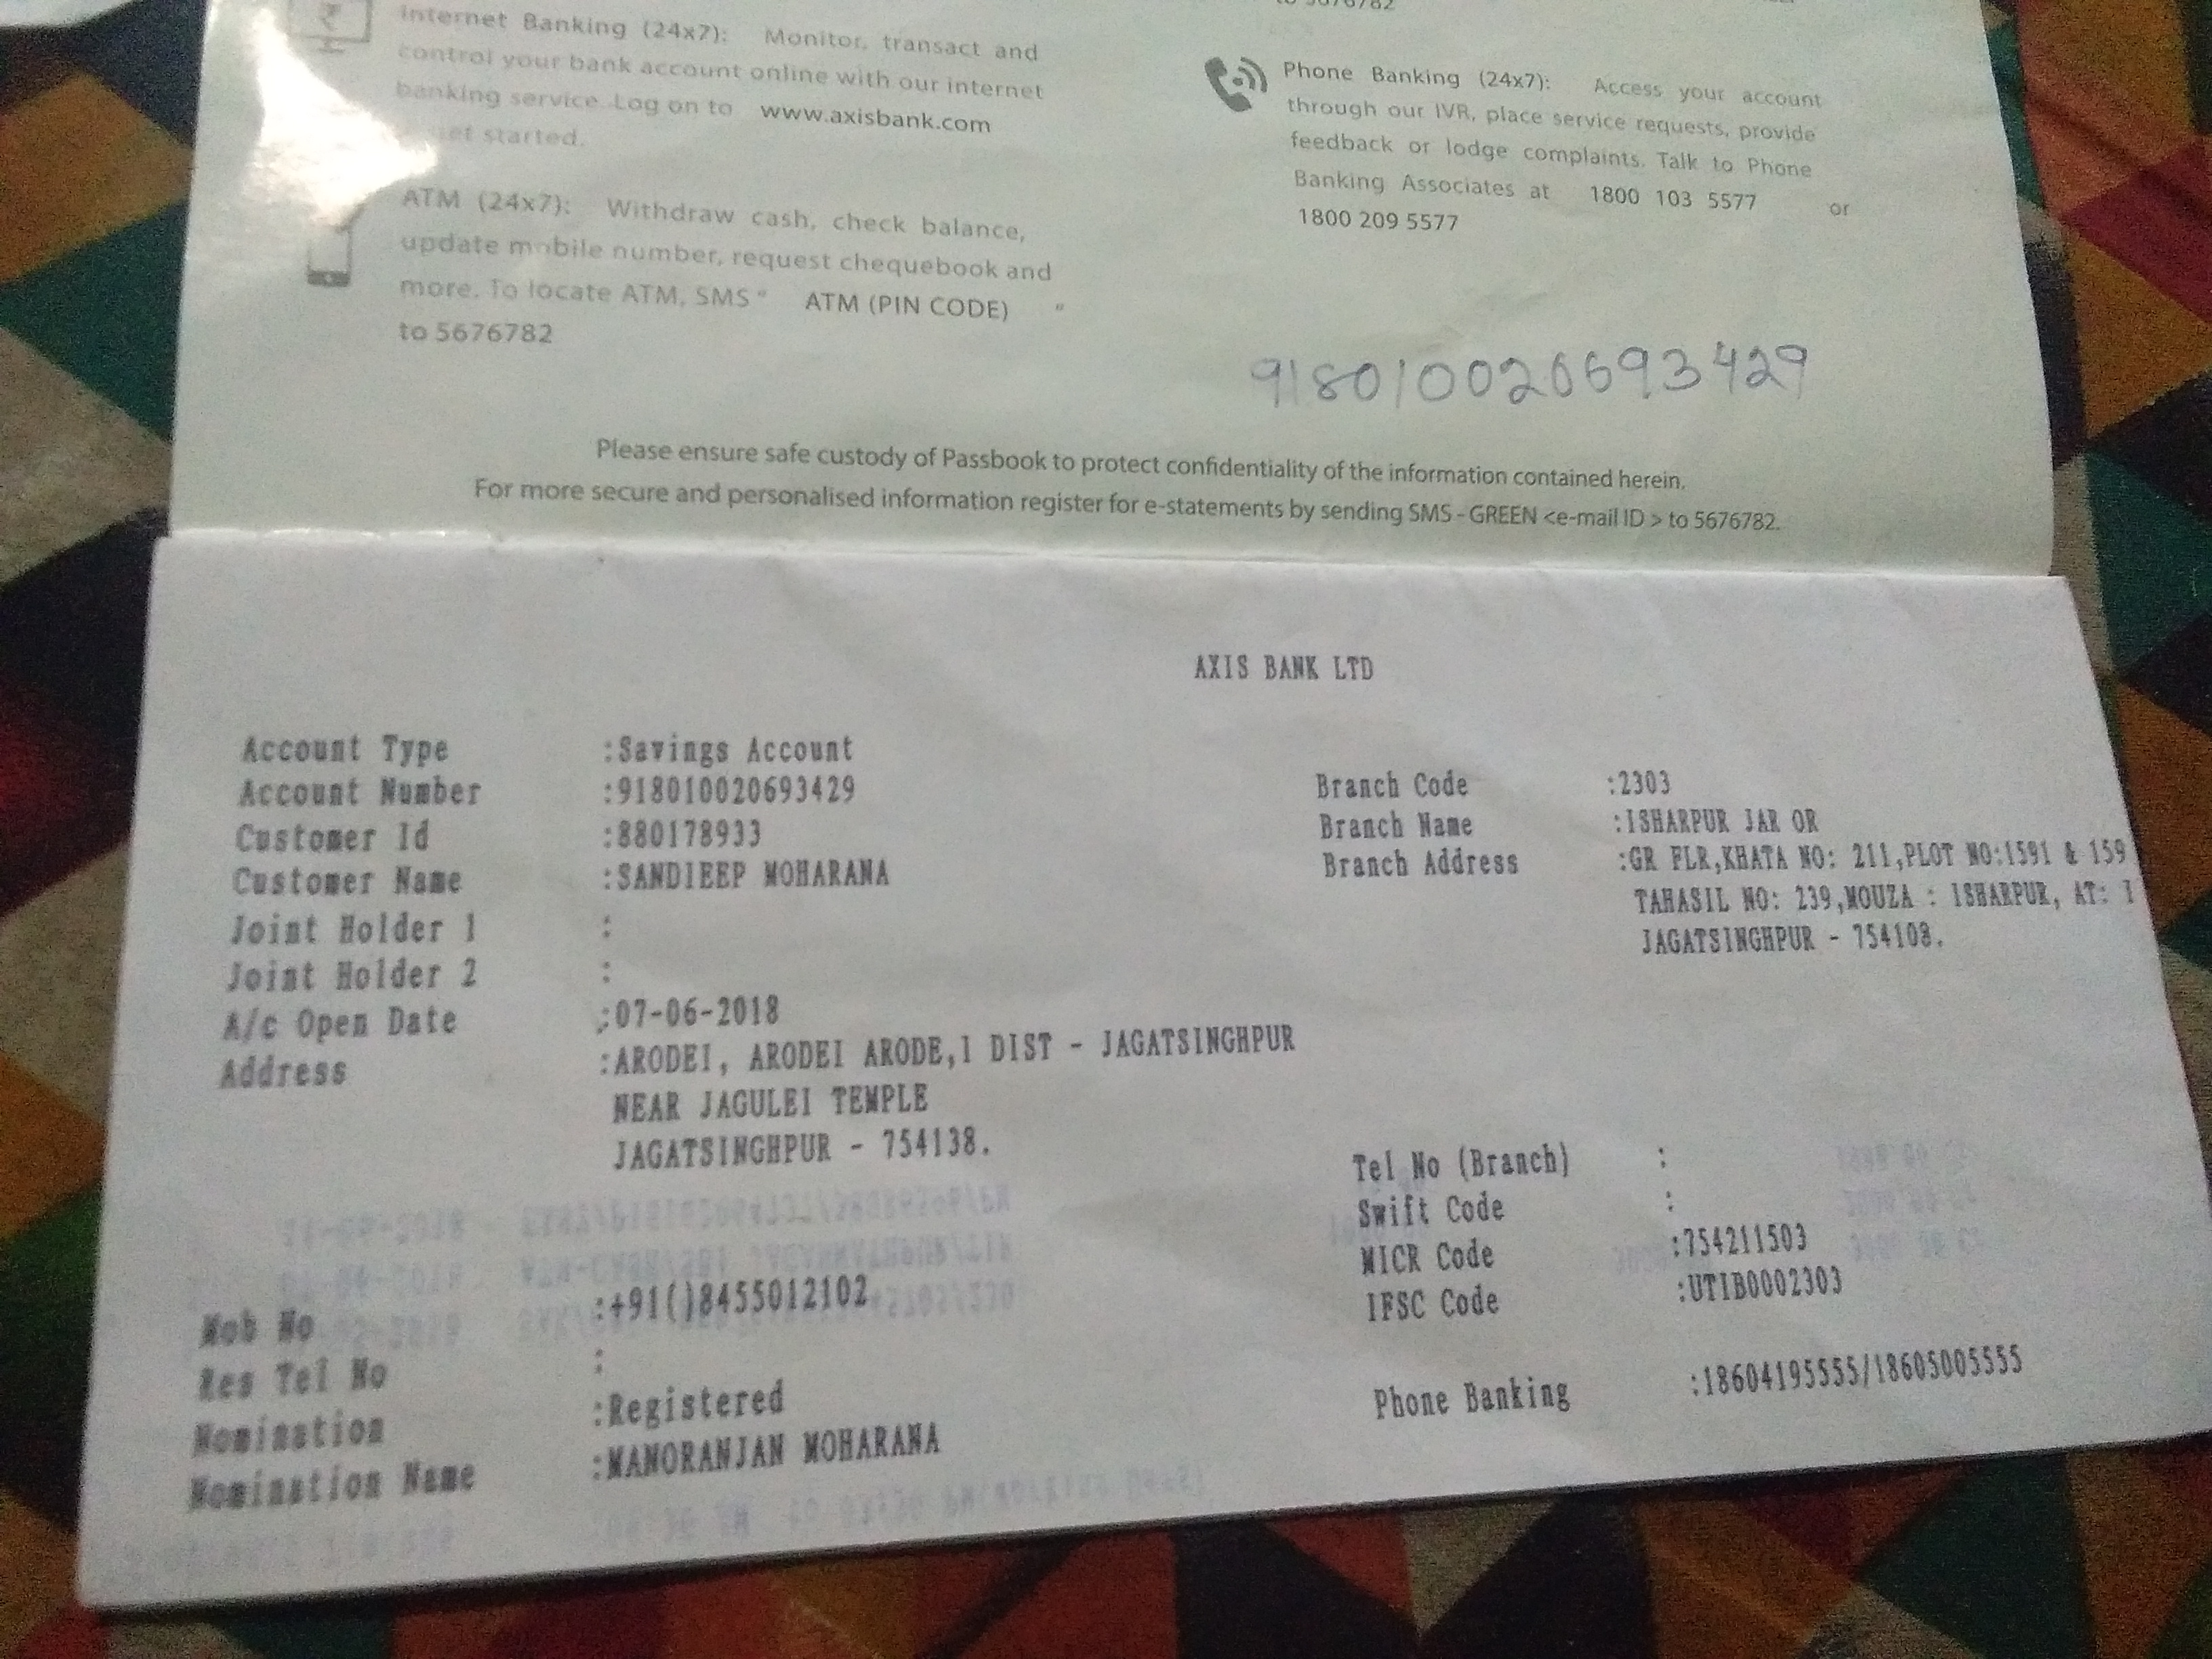 to 5676782
Internet Banking (24x7): Monitor, transact and
control your bank account online with our internet
banking service. Log on to www.axisbank.com
get started.
ATM (24x7): Withdraw cash, check balance,
update mobile number, request chequebook and
more. To locate ATM, SMS " ATM (PIN CODE) "
to 5676782
Phone Banking (24x7): Access your account
through our IVR, place service requests, provide
feedback or lodge complaints. Talk to Phone
Banking Associates at 1800 103 5577 or
1800 209 5577
918010020693429
Please ensure safe custody of Passbook to protect confidentiality of the information contained herein.
For more secure and personalised information register for e-statements by sending SMS - GREEN <e-mail ID > to 5676782.
AXIS BANK LTD
Account Type :Savings Account
Account Number :918010020693429
Customer Id :880178933
Customer Name :SANDIEEP MOHARANA
Joint Holder 1 :
Joint Holder 2 :
A/c Open Date :07-06-2018
Address :ARODEI, ARODEI ARODE,1 DIST - JAGATSINGHPUR
NEAR JAGULEI TEMPLE
JAGATSINGHPUR - 754138.
Mob No :+91()8455012102
Res Tel No :
Nomination :Registered
Nomination Name :MANORANJAN MOHARANA
Branch Code :2303
Branch Name :ISHARPUR JAR OR
Branch Address :GR FLR,KHATA NO: 211,PLOT NO:1591 & 159
TAHASIL NO: 239,MOUZA : ISHARPUR, AT: I
JAGATSINGHPUR - 754108.
Tel No (Branch) :
Swift Code :
MICR Code :754211503
IFSC Code :UTIB0002303
Phone Banking :18604195555/18605005555